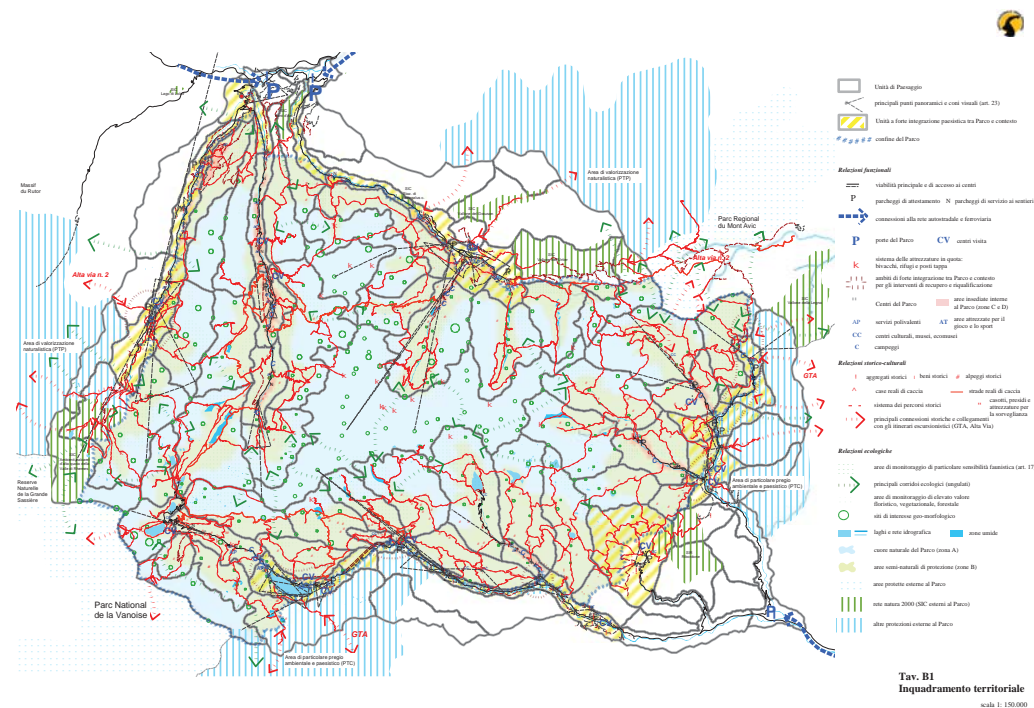 Massif
du Rutor
Alta via n. 2
Area di valorizzazione
naturalistica (PTP)
Reserve
Naturelle
de la Grande
Sassière
Parc National
de la Vanoise
Area di valorizzazione
naturalistica (PTP)
Parc Regional
du Mont Avic
Alta via n. 2
GTA
Area di particolare pregio
ambientale e paesistico (PTC)
GTA
Area di particolare pregio
ambientale e paesistico (PTC)
P
P
P
CV
CV
CV
CV
CV
Unità di Paesaggio
principali punti panoramici e coni visuali (art. 23)
Unità a forte integrazione paesistica tra Parco e contesto
confine del Parco
Relazioni funzionali
viabilità principale e di accesso ai centri
P parcheggi di attestamento N parcheggi di servizio ai sentieri
connessioni alla rete autostradale e ferroviaria
P porte del Parco CV centri visita
sistema delle attrezzature in quota:
k bivacchi, rifugi e posti tappa
ambiti di forte integrazione tra Parco e contesto
per gli interventi di recupero e riqualificazione
Centri del Parco
aree insediate interne
al Parco (zone C e D)
AP servizi polivalenti
AT aree attrezzate per il
gioco e lo sport
CC centri culturali, musei, ecomusei
C campeggi
Relazioni storico-culturali
aggregati storici beni storici alpeggi storici
case reali di caccia strade reali di caccia
sistema dei percorsi storici
casotti, presidi e
attrezzature per
la sorveglianza
principali connessioni storiche e collegamenti
con gli itinerari escursionistici (GTA, Alta Via)
Relazioni ecologiche
aree di monitoraggio di particolare sensibilità faunistica (art. 17
principali corridoi ecologici (ungulati)
aree di monitoraggio di elevato valore
floristico, vegetazionale, forestale
siti di interesse geo-morfologico
laghi e rete idrografica zone umide
cuore naturale del Parco (zona A)
aree semi-naturali di protezione (zone B)
aree protette esterne al Parco
rete natura 2000 (SIC esterni al Parco)
altre protezioni esterne al Parco
Tav. B1
Inquadramento territoriale
scala 1: 150.000